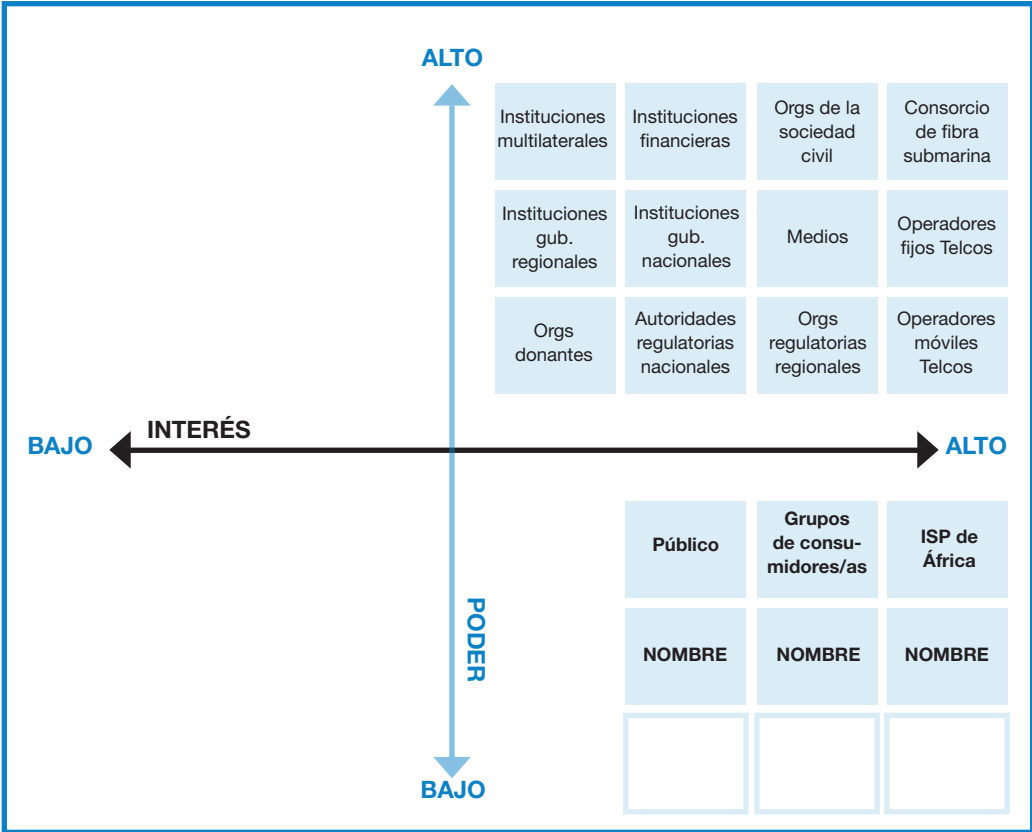 ALTO
Instituciones
multilaterales
Instituciones
financieras
Orgs de la
sociedad
civil
Consorcio
de fibra
submarina
Instituciones
gub.
regionales
Instituciones
gub.
nacionales
Medios
Operadores
fijos Telcos
Orgs
donantes
Autoridades
regulatorias
nacionales
Orgs
regulatorias
regionales
Operadores
móviles
Telcos
INTERÉS
BAJO
ALTO
Público
Grupos
de consu-
midores/as
ISP de
África
PODER
NOMBRE
NOMBRE
NOMBRE
BAJO